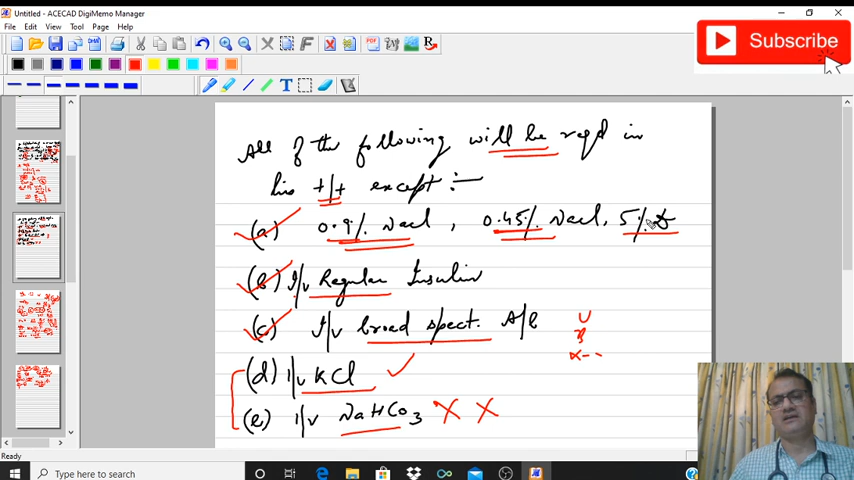 Untitled - ACECAD DigiMemo Manager
File Edit View Tool Page Help
Subscribe
All of the following will be reqd in
his t/t except :-
(a) 0.9% Nacl, 0.45% Nacl, 5% D
(b) I/v Regular Insulin
(c) I/v broad spect. A/B
(d) I/v KCl
(e) I/v NaHCo3
Ready
Type here to search